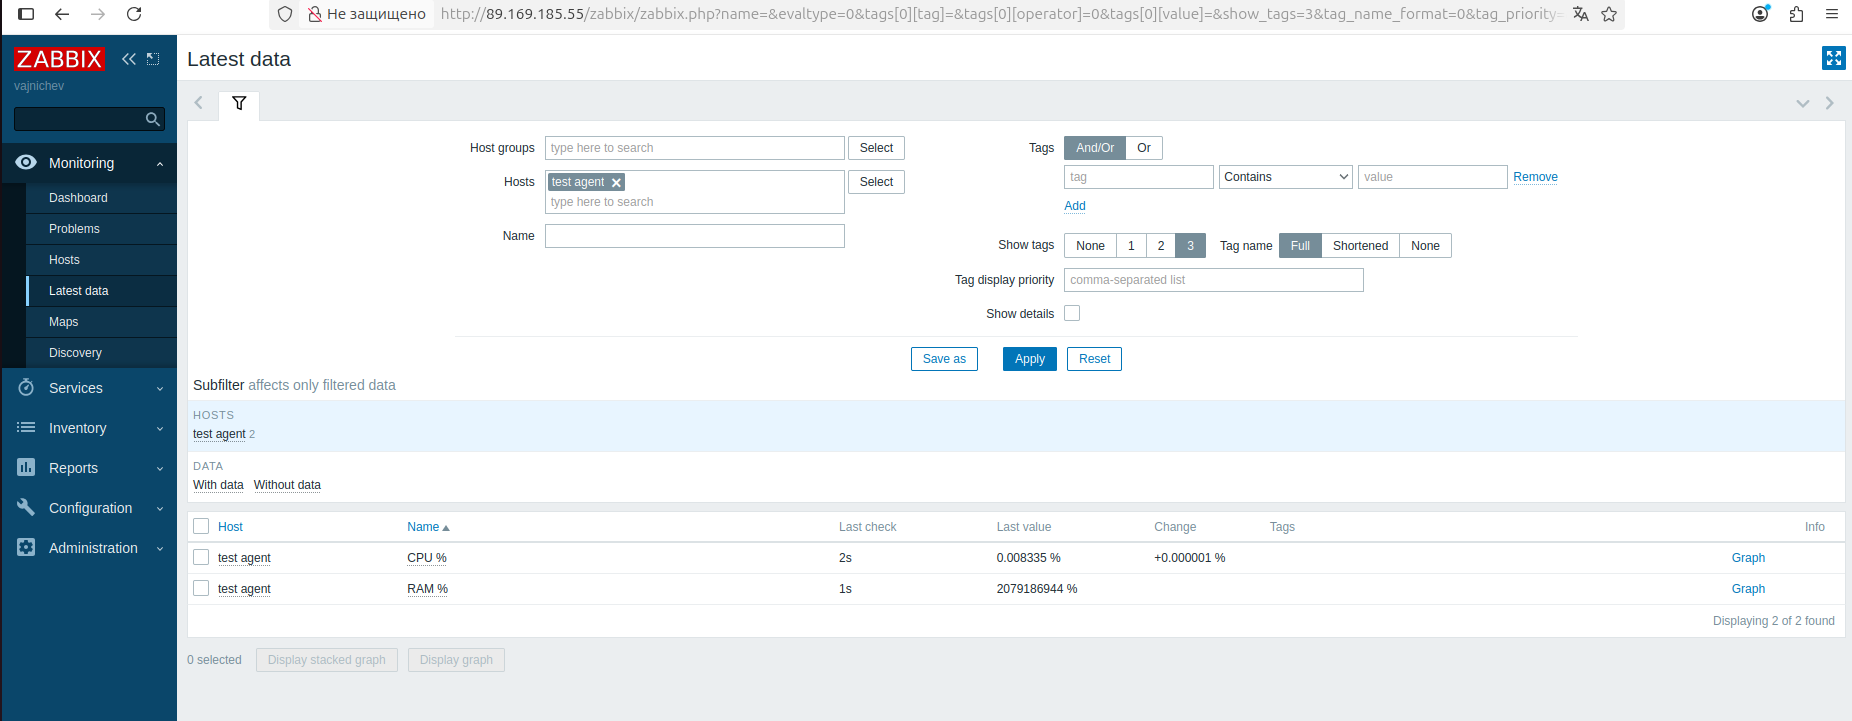 Не защищено http://89.169.185.55/zabbix/zabbix.php?name=&evaltype=0&tags[0][tag]=&tags[0][operator]=0&tags[0][value]=&show_tags=3&tag_name_format=0&tag_priority=
ZABBIX
vajnichev
Monitoring
Dashboard
Problems
Hosts
Latest data
Maps
Discovery
Services
Inventory
Reports
Configuration
Administration
Latest data
Host groups type here to search Select
Hosts test agent Select
type here to search
Name
Tags And/Or Or
tag Contains value Remove
Add
Show tags None 1 2 3 Tag name Full Shortened None
Tag display priority comma-separated list
Show details
Save as Apply Reset
Subfilter affects only filtered data
HOSTS
test agent 2
DATA
With data Without data
Host Name Last check Last value Change Tags Info
test agent CPU % 2s 0.008335 % +0.000001 % Graph
test agent RAM % 1s 2079186944 % Graph
Displaying 2 of 2 found
0 selected Display stacked graph Display graph